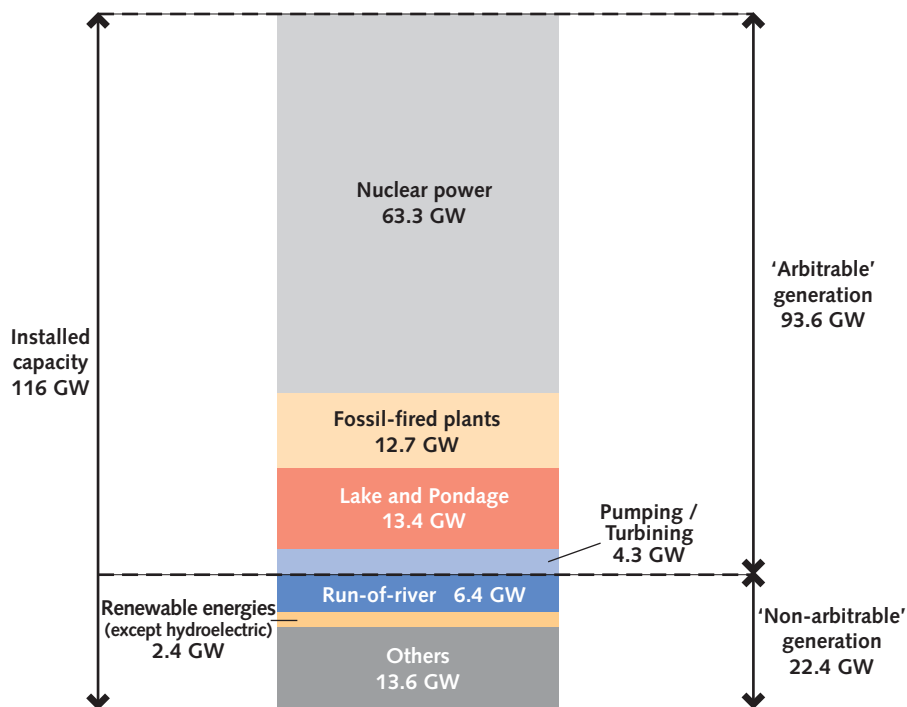 Nuclear power
63.3 GW
'Arbitrable'
generation
93.6 GW
Installed
capacity
116 GW
Fossil-fired plants
12.7 GW
Lake and Pondage
13.4 GW
Pumping /
Turbining
4.3 GW
Run-of-river 6.4 GW
Renewable energies
(except hydroelectric)
2.4 GW
'Non-arbitrable'
generation
22.4 GW
Others
13.6 GW